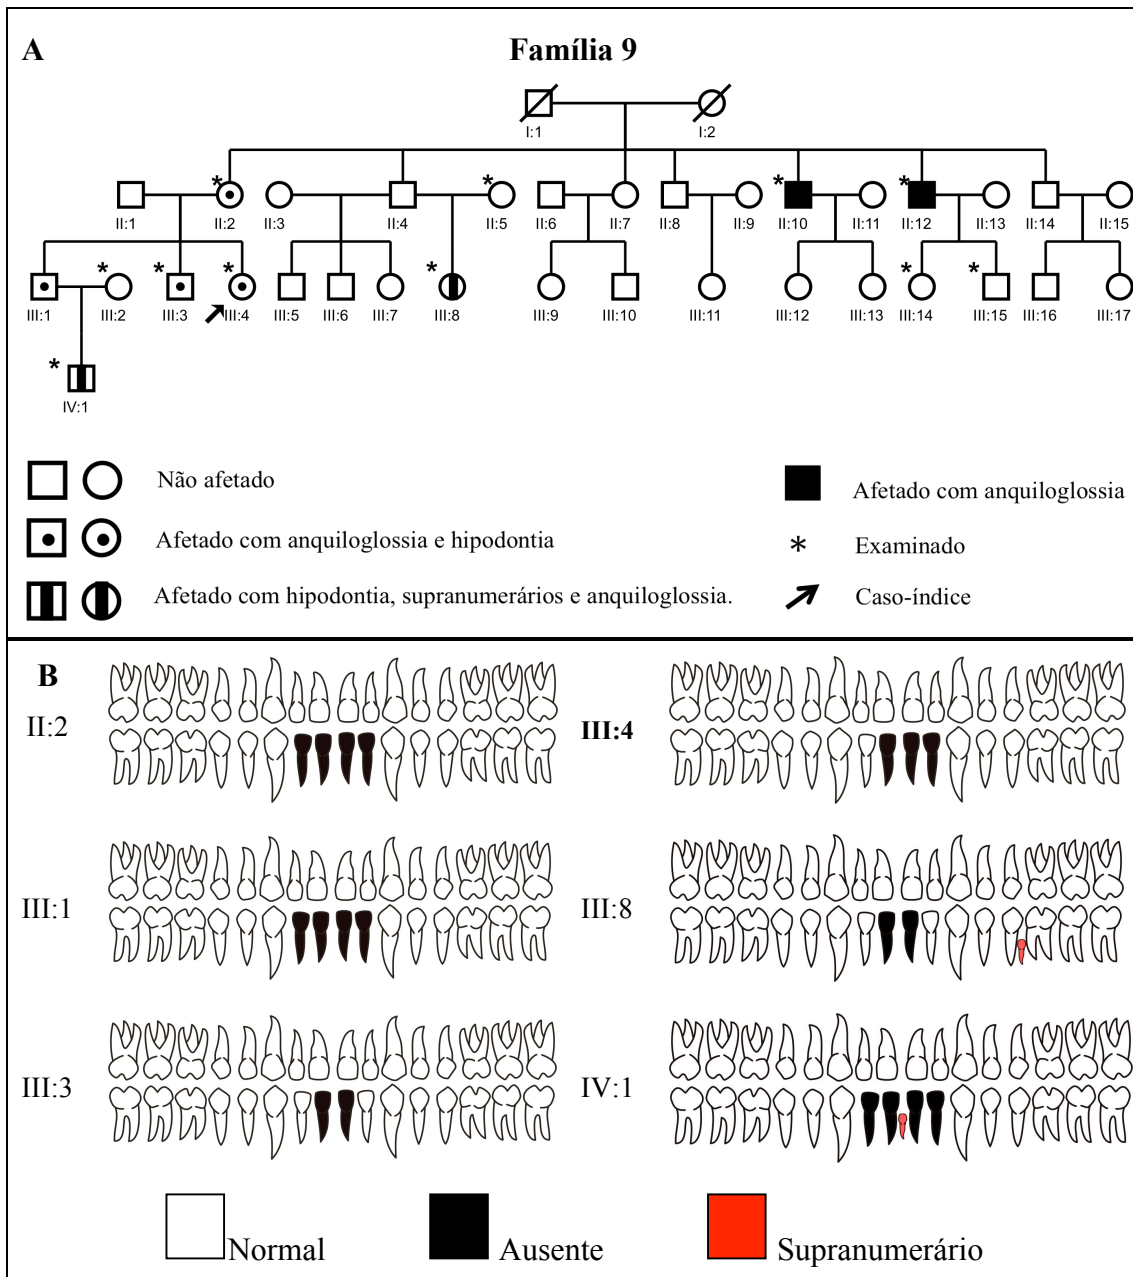 A
Família 9
I:1 I:2
* * * *
II:1 II:2 II:3 II:4 II:5 II:6 II:7 II:8 II:9 II:10 II:11 II:12 II:13 II:14 II:15
* * * * * *
III:1 III:2 III:3 III:4 III:5 III:6 III:7 III:8 III:9 III:10 III:11 III:12 III:13 III:14 III:15 III:16 III:17
*
IV:1
Não afetado
Afetado com anquiloglossia
Afetado com anquiloglossia e hipodontia
* Examinado
Afetado com hipodontia, supranumerários e anquiloglossia.
Caso-índice
B
II:2
III:4
III:1
III:8
III:3
IV:1
Normal
Ausente
Supranumerário